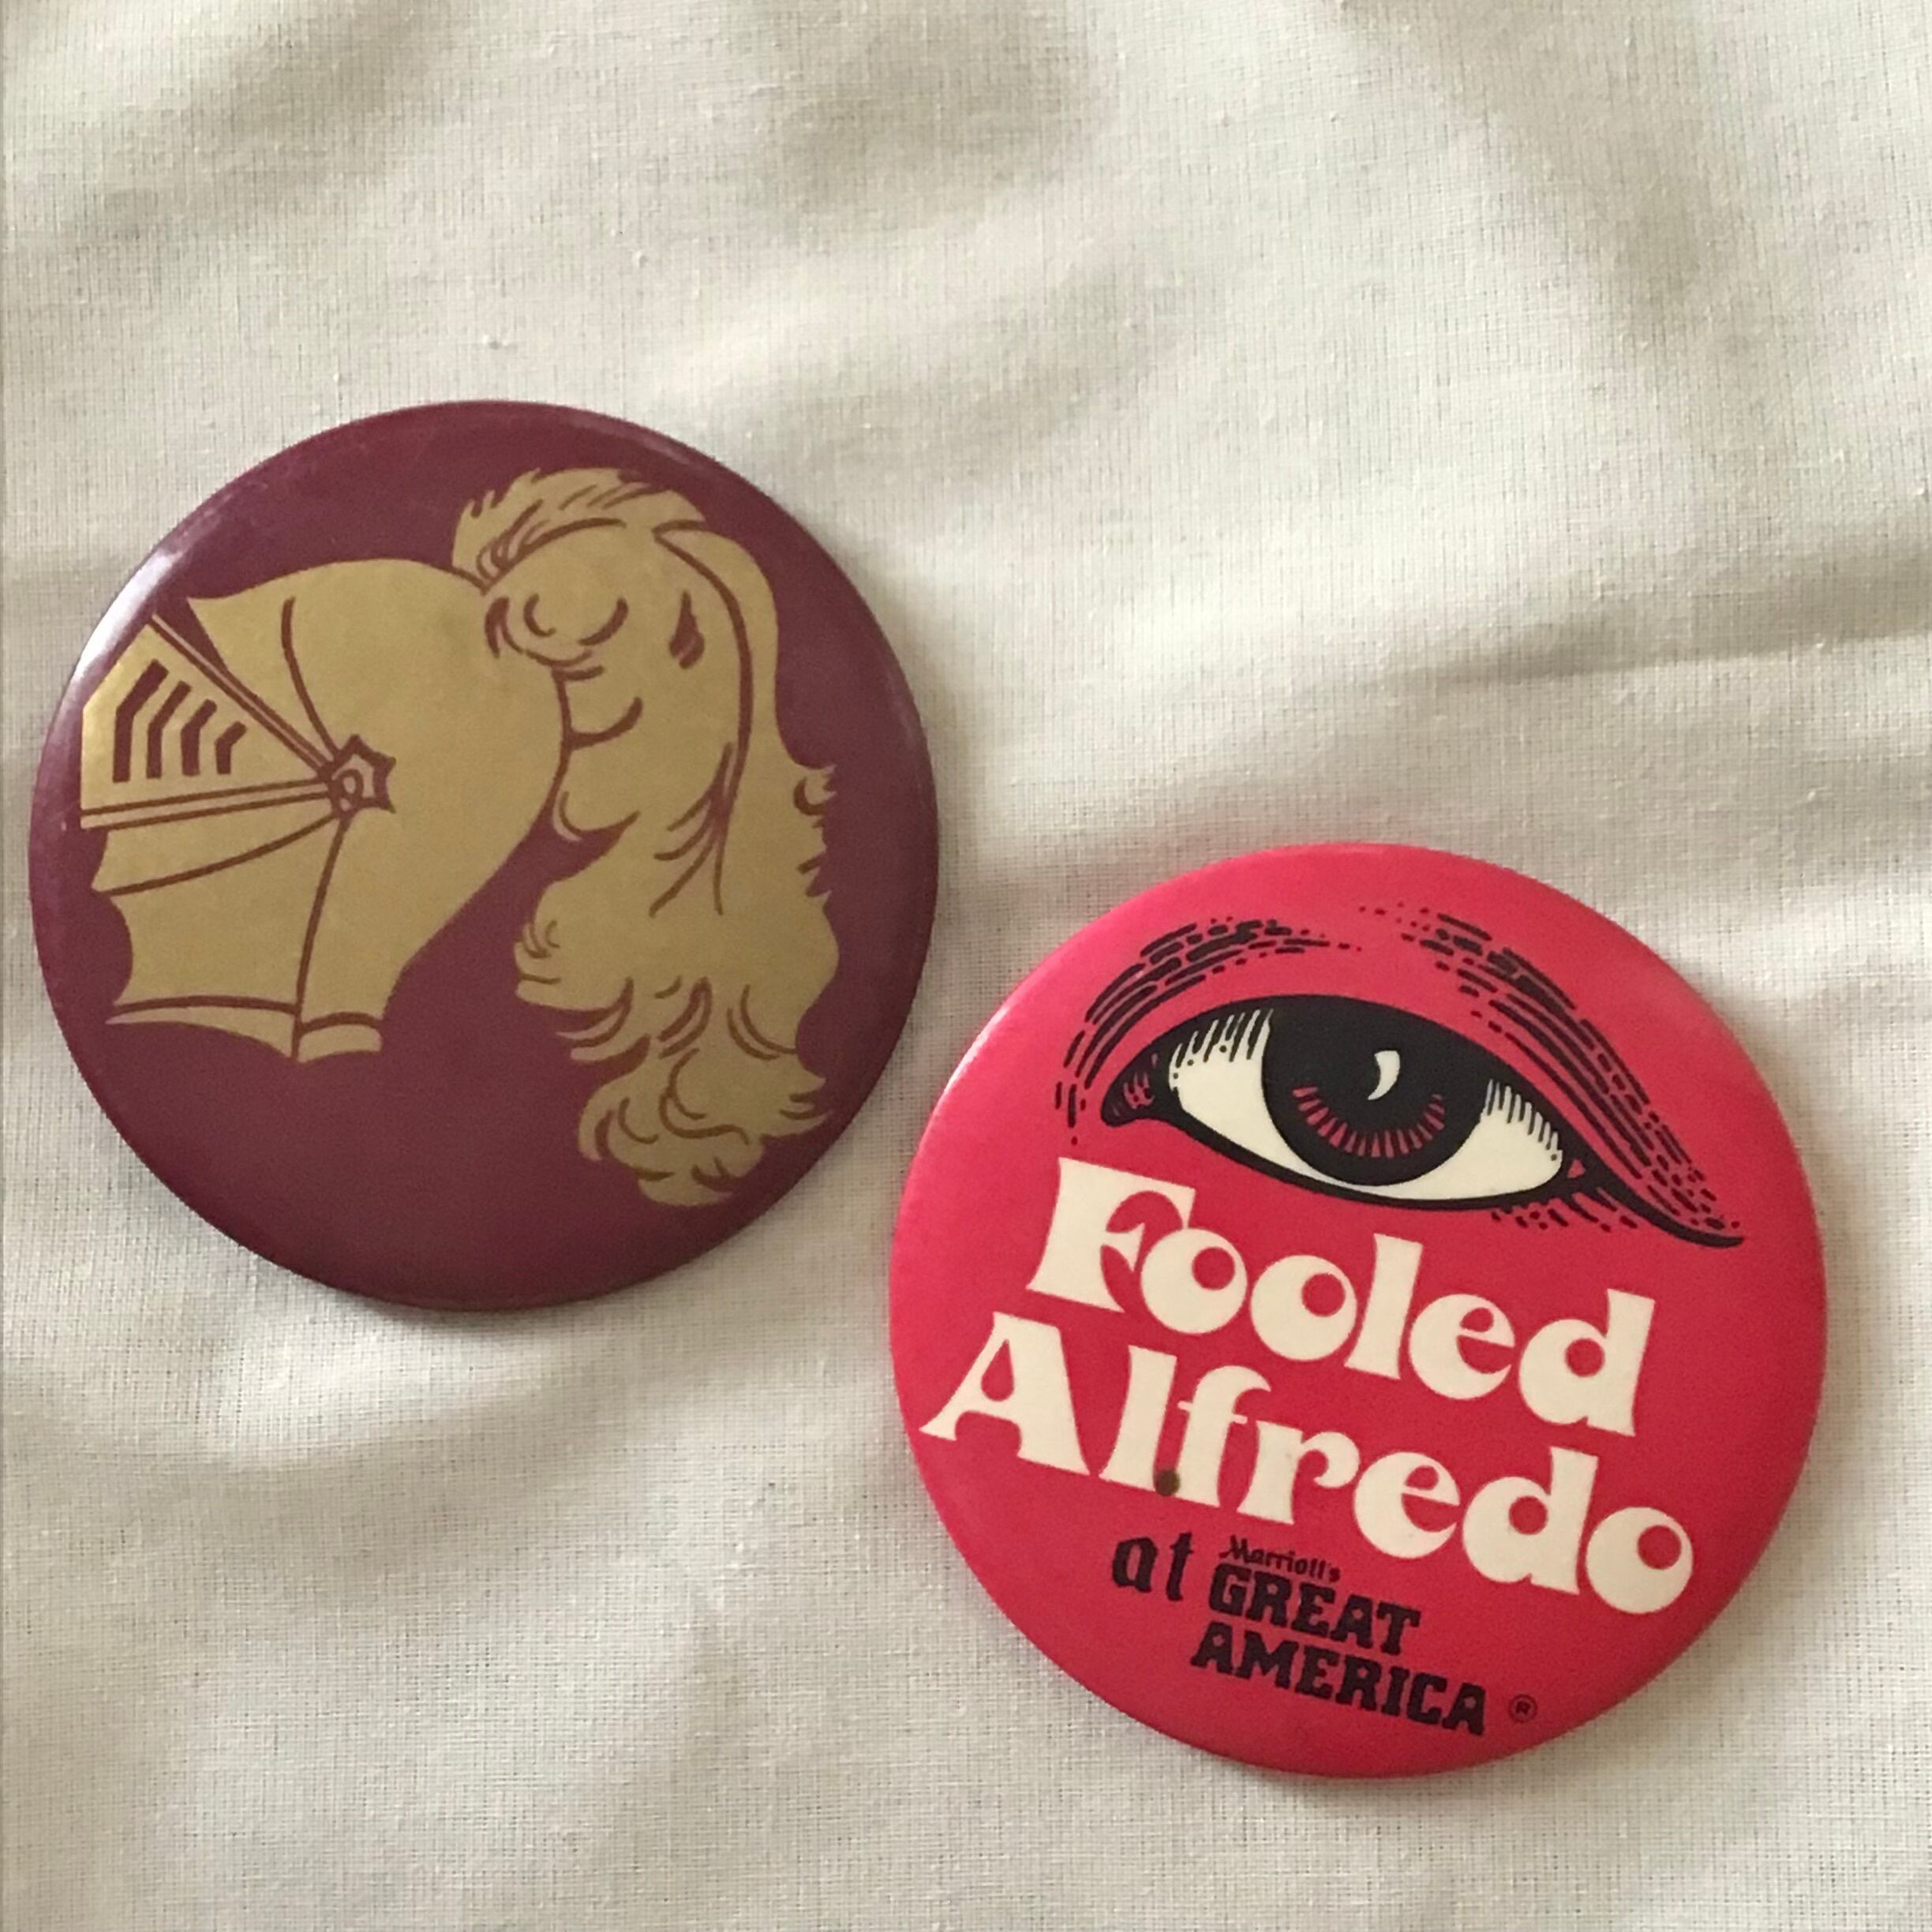 Fooled
Alfredo
at Marriott's
GREAT
AMERICA ®